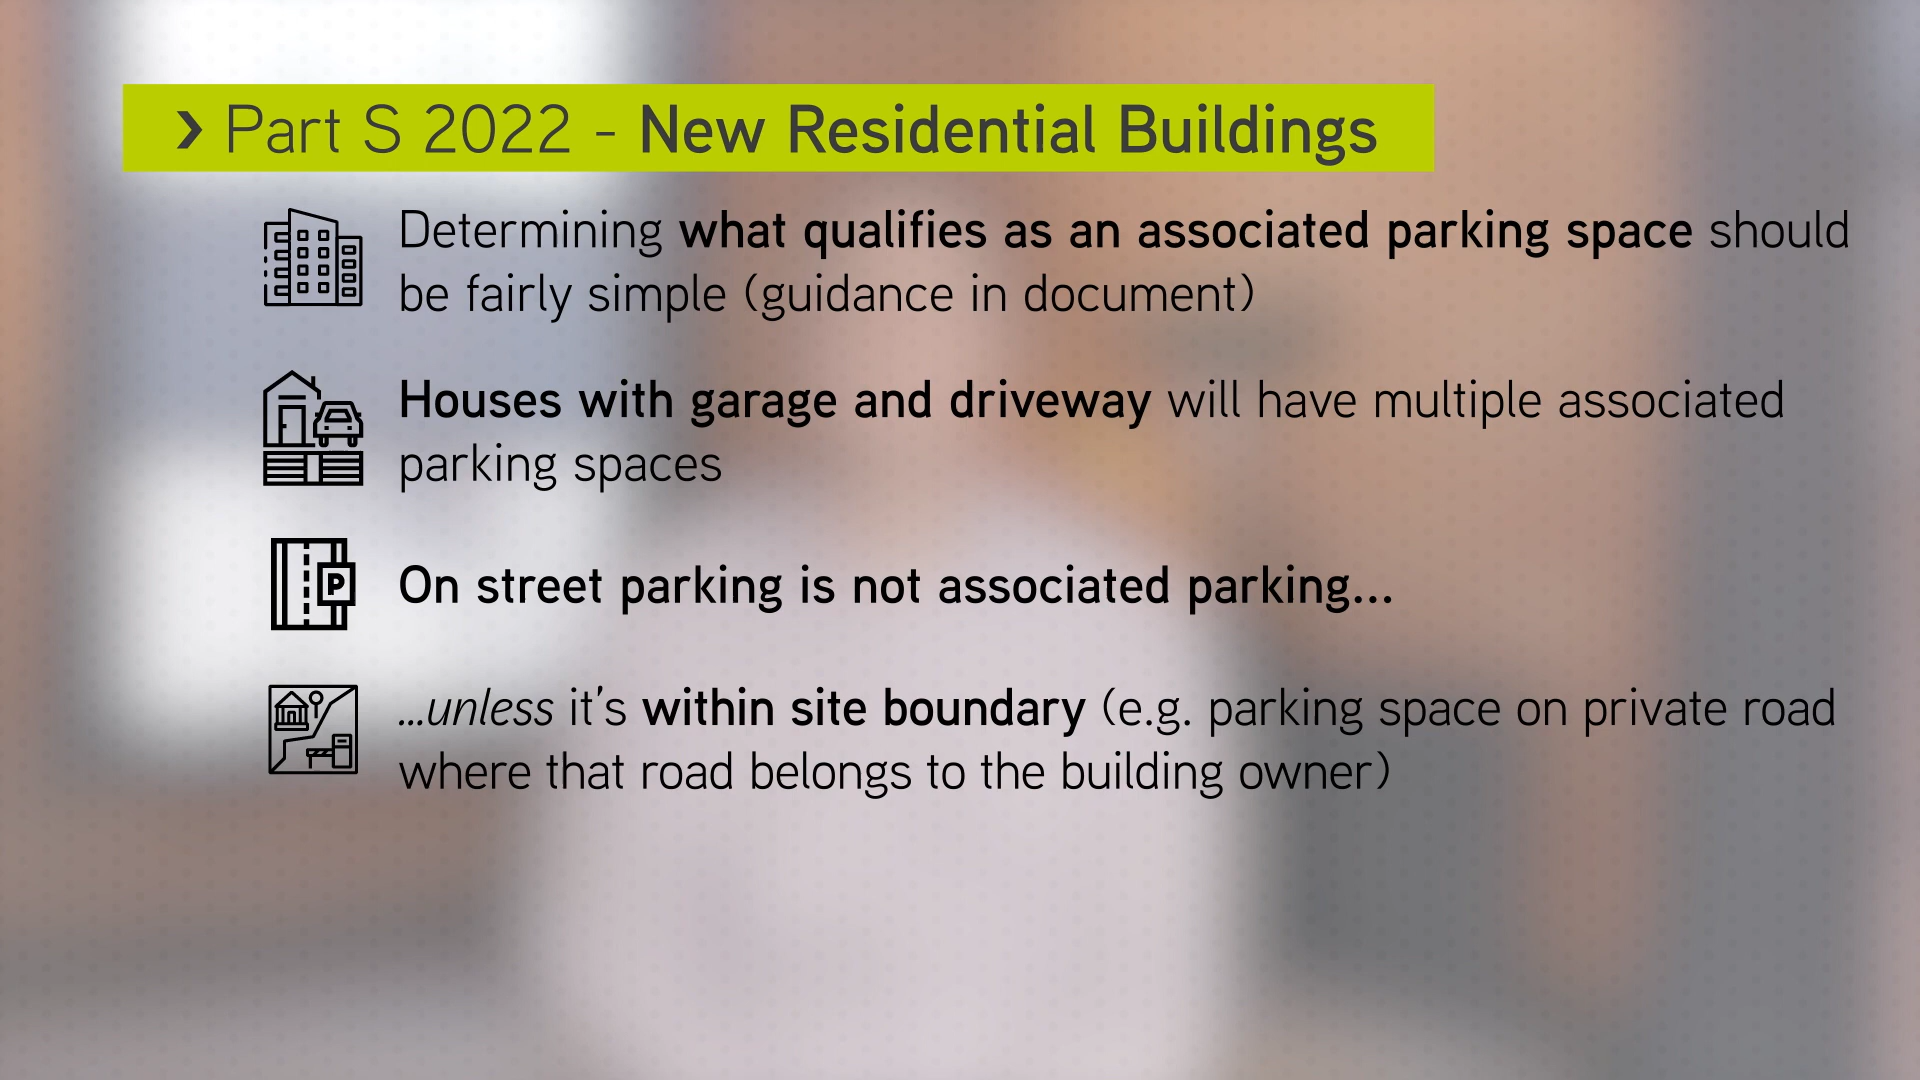 › Part S 2022 - New Residential Buildings
Determining what qualifies as an associated parking space should
be fairly simple (guidance in document)
Houses with garage and driveway will have multiple associated
parking spaces
P
On street parking is not associated parking...
...unless it's within site boundary (e.g. parking space on private road
where that road belongs to the building owner)